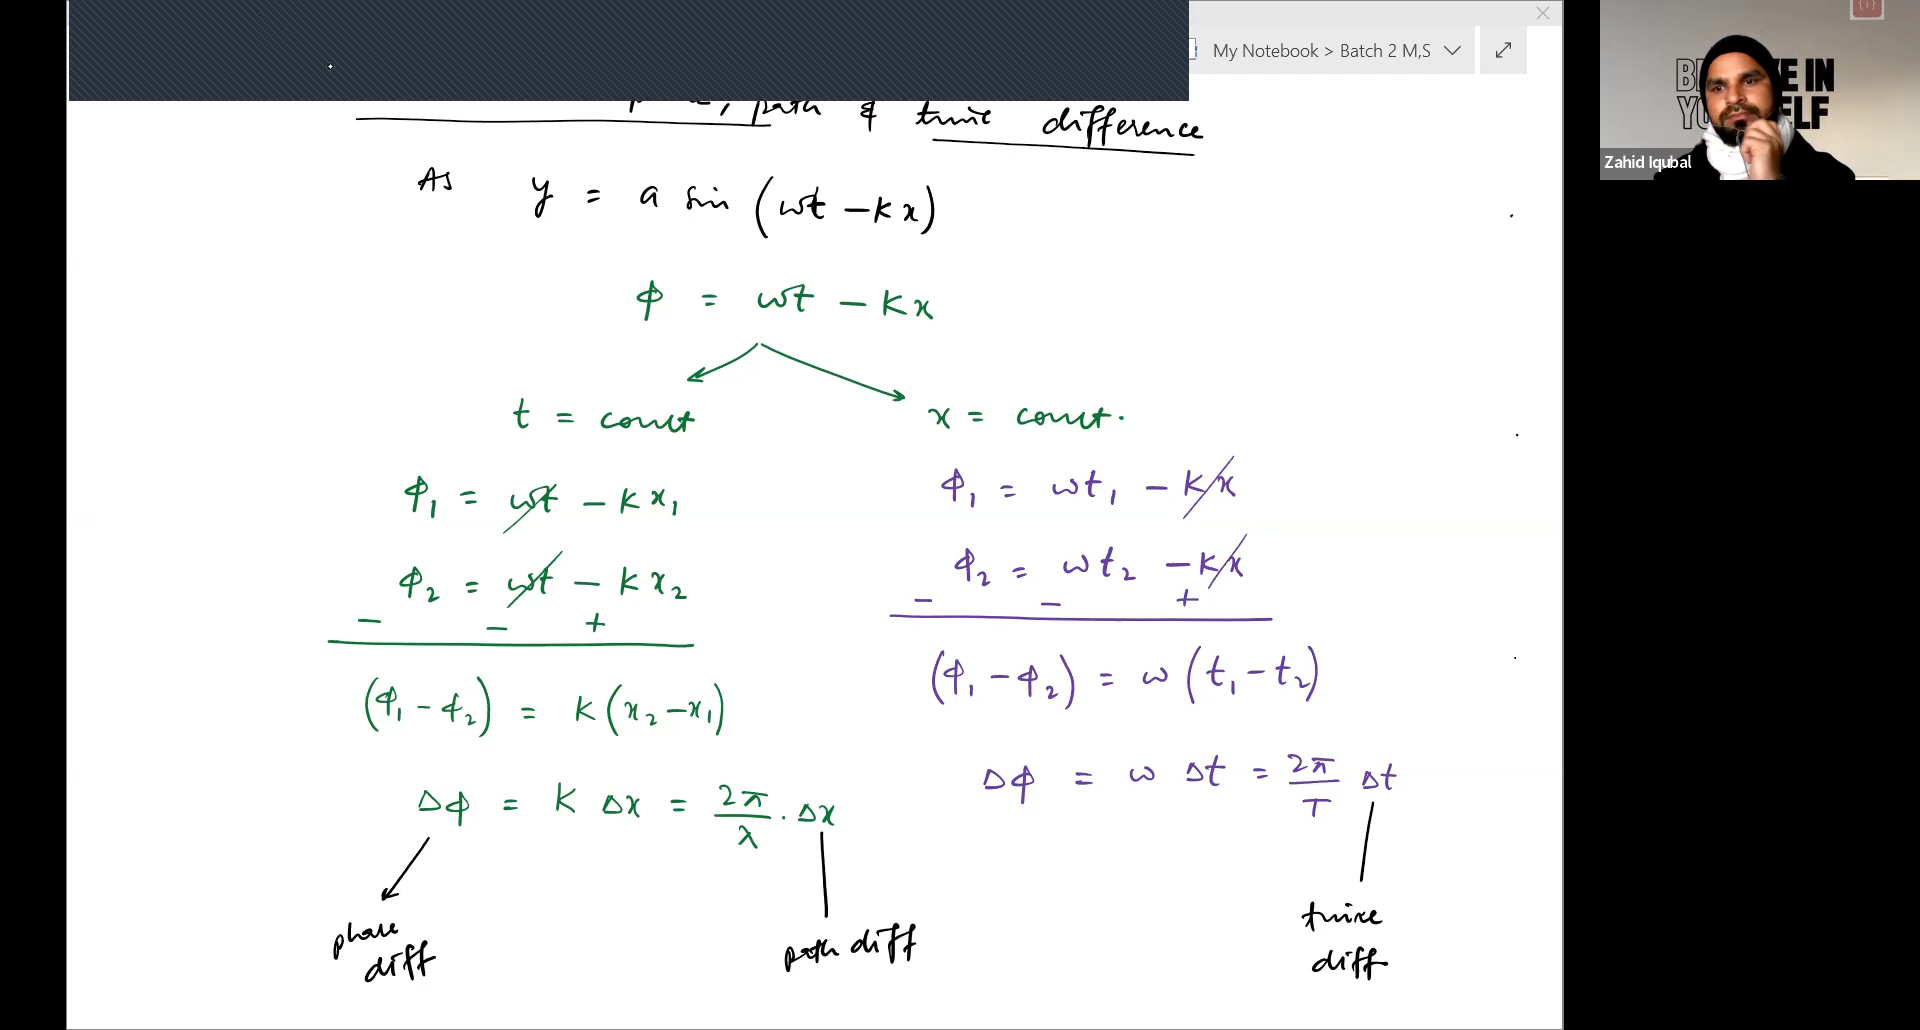 My Notebook > Batch 2 M,S
, path & time difference
As y = a sin (ωt – kx)
ϕ = ωt – kx
t = const
x = const.
ϕ₁ = ωt – kx₁
ϕ₂ = ωt – kx₂
– – +
(ϕ₁ – ϕ₂) = k(x₂ – x₁)
Δϕ = k Δx = 2π/λ . Δx
phase diff
path diff
ϕ₁ = ωt₁ – kx
ϕ₂ = ωt₂ – kx
– – +
(ϕ₁ – ϕ₂) = ω(t₁ – t₂)
Δϕ = ω Δt = 2π/T Δt
time
diff
IN
ELF
Zahid Iqubal